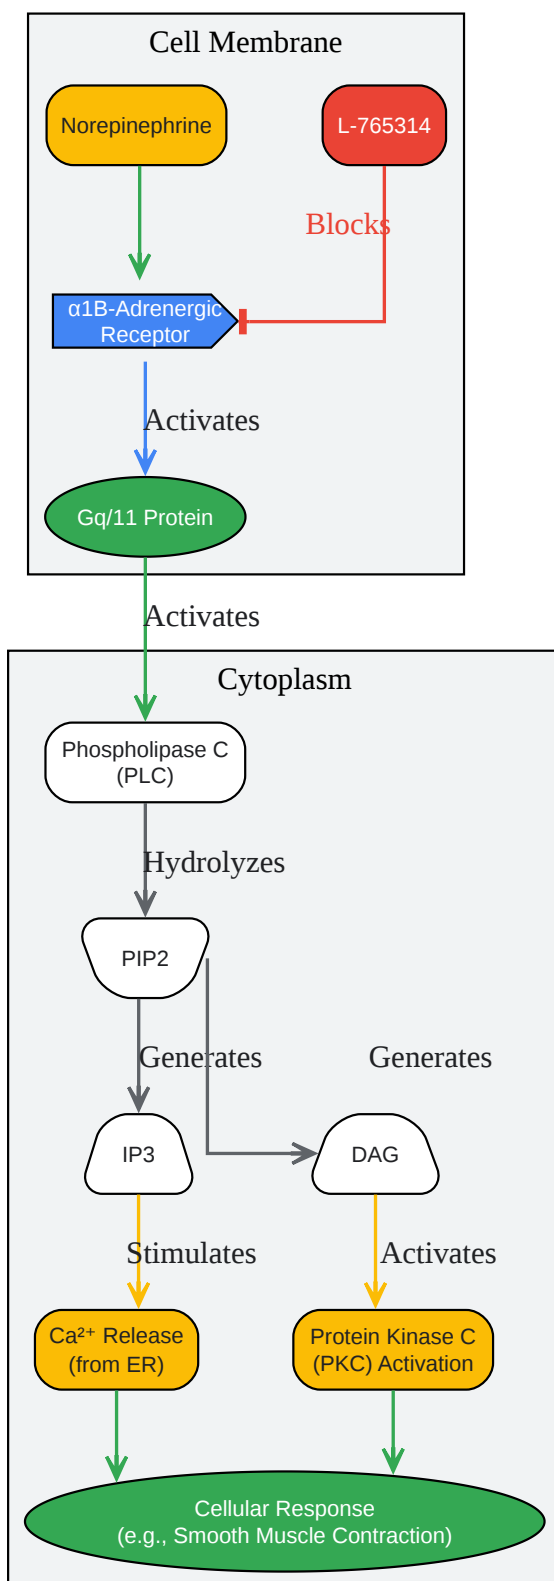 Cell Membrane
Norepinephrine
L-765314
Blocks
α1B-Adrenergic
Receptor
Activates
Gq/11 Protein
Activates
Cytoplasm
Phospholipase C
(PLC)
Hydrolyzes
PIP2
Generates
Generates
IP3
DAG
Stimulates
Activates
Ca²⁺ Release
(from ER)
Protein Kinase C
(PKC) Activation
Cellular Response
(e.g., Smooth Muscle Contraction)